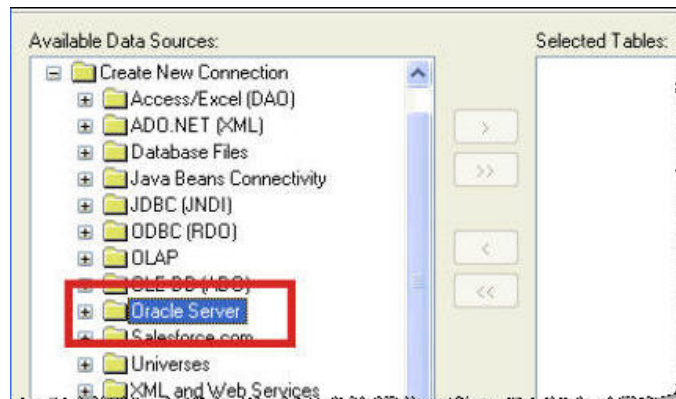 Available Data Sources:
Selected Tables:
Create New Connection
Access/Excel (DAO)
ADO.NET (XML)
Database Files
Java Beans Connectivity
JDBC (JNDI)
ODBC (RDO)
OLAP
OLE DB (ADO)
Oracle Server
Salesforce.com
Universes
XML and Web Services
>
>>
<
<<